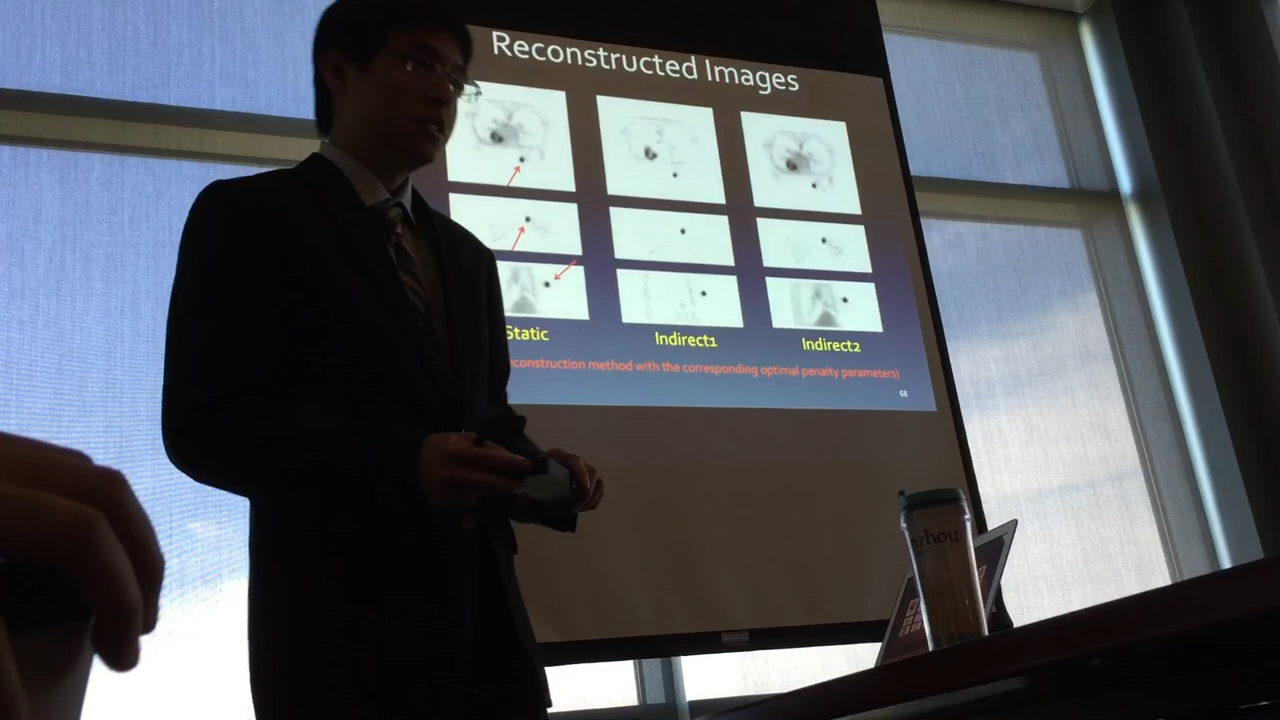 Reconstructed Images
Static
Indirect1
Indirect2
construction method with the corresponding optimal penalty parameters)
68
zhou